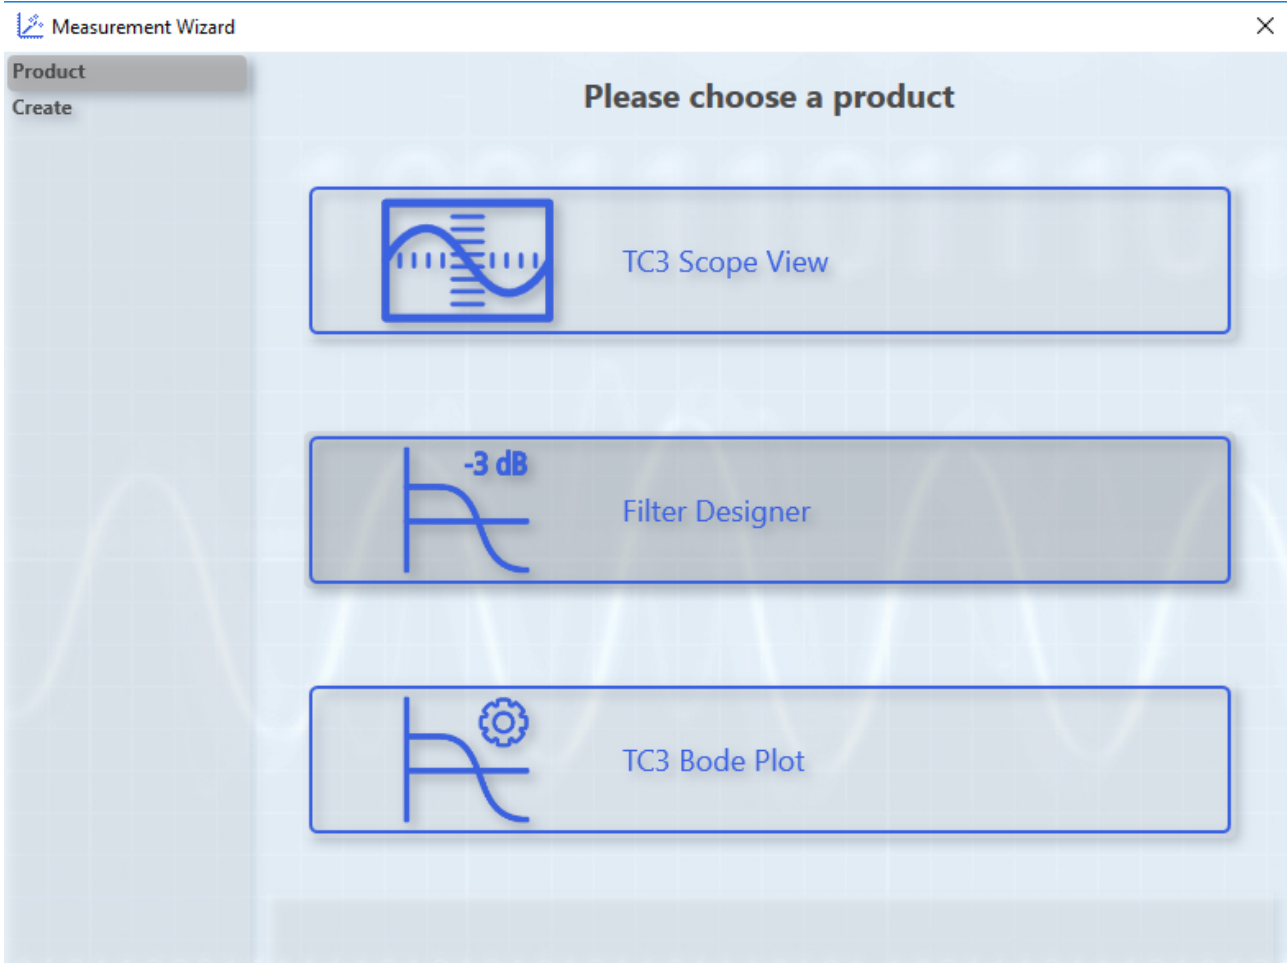 Measurement Wizard
Product
Create
Please choose a product
TC3 Scope View
-3 dB
Filter Designer
TC3 Bode Plot